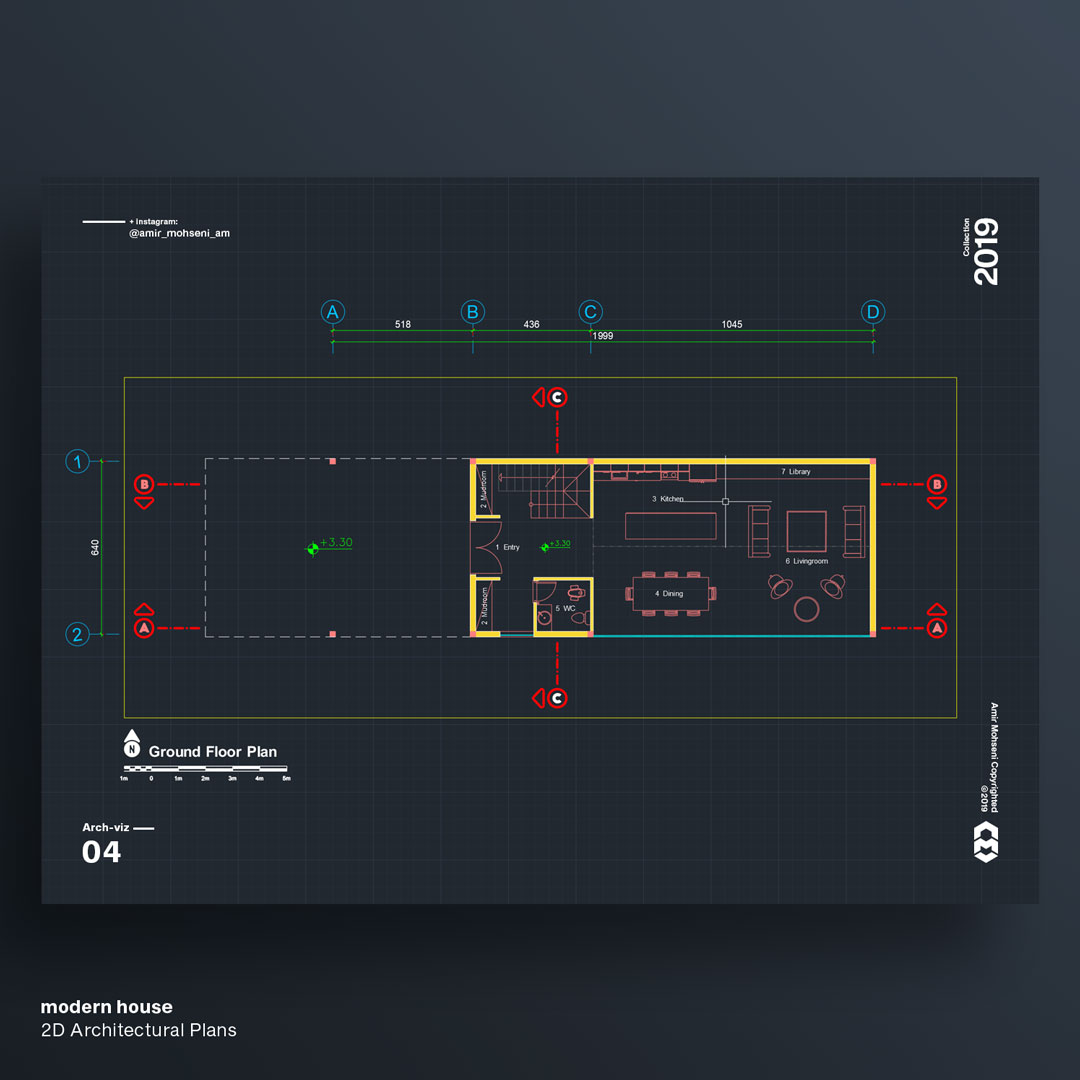 + Instagram:
@amir_mohseni_am
Collection
2019
A
B
C
D
518
436
1045
1999
C
1
B
B
2 Mudroom
7 Library
3 Kitchen
640
+3.30
1 Entry
+3.30
6 Livingroom
2 Mudroom
4 Dining
5 WC
2
A
A
C
N
Ground Floor Plan
1m 0 1m 2m 3m 4m 5m
Amir Mohseni Copyrighted
©2019
Arch-viz
04
modern house
2D Architectural Plans